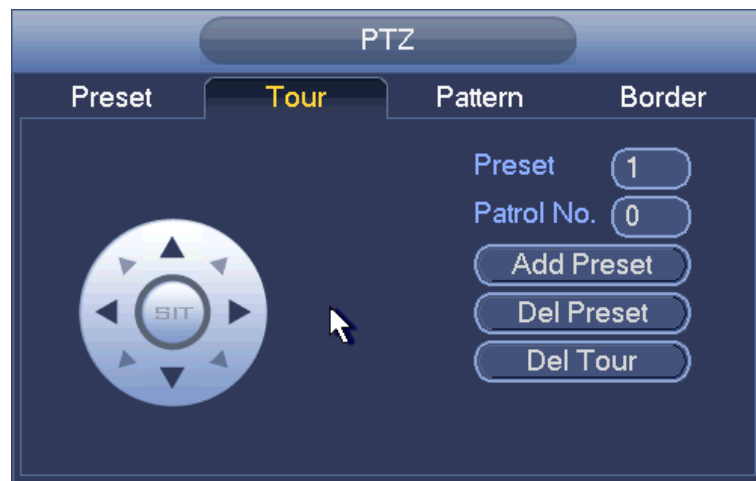 PTZ
Preset Tour Pattern Border
Preset 1
Patrol No. 0
Add Preset
SIT
Del Preset
Del Tour